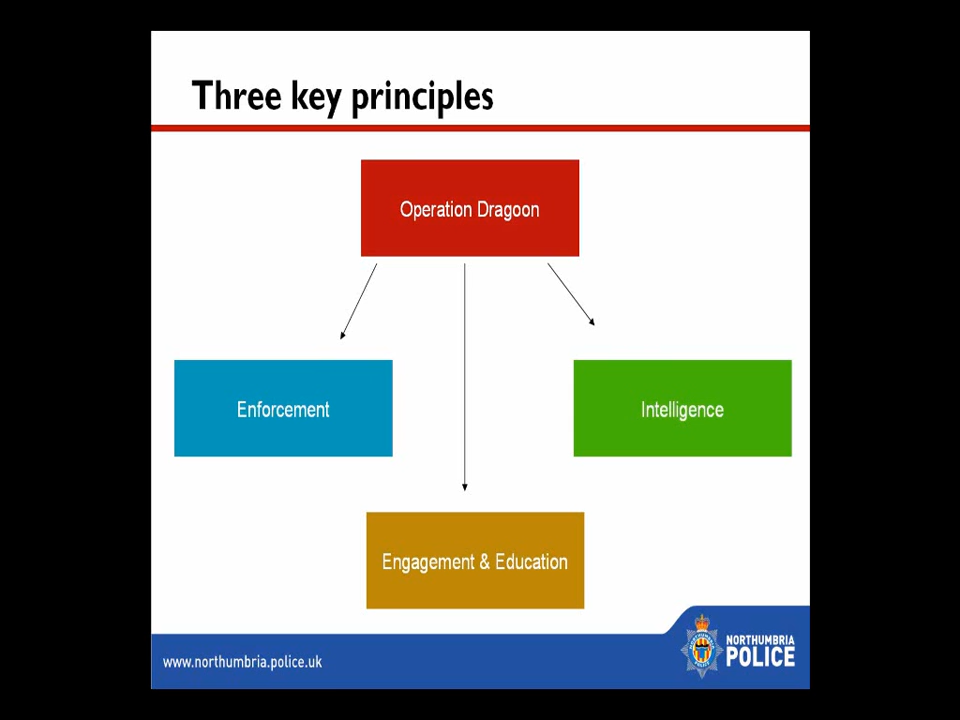 Three key principles
Operation Dragoon
Enforcement
Intelligence
Engagement & Education
www.northumbria.police.uk
NORTHUMBRIA
POLICE